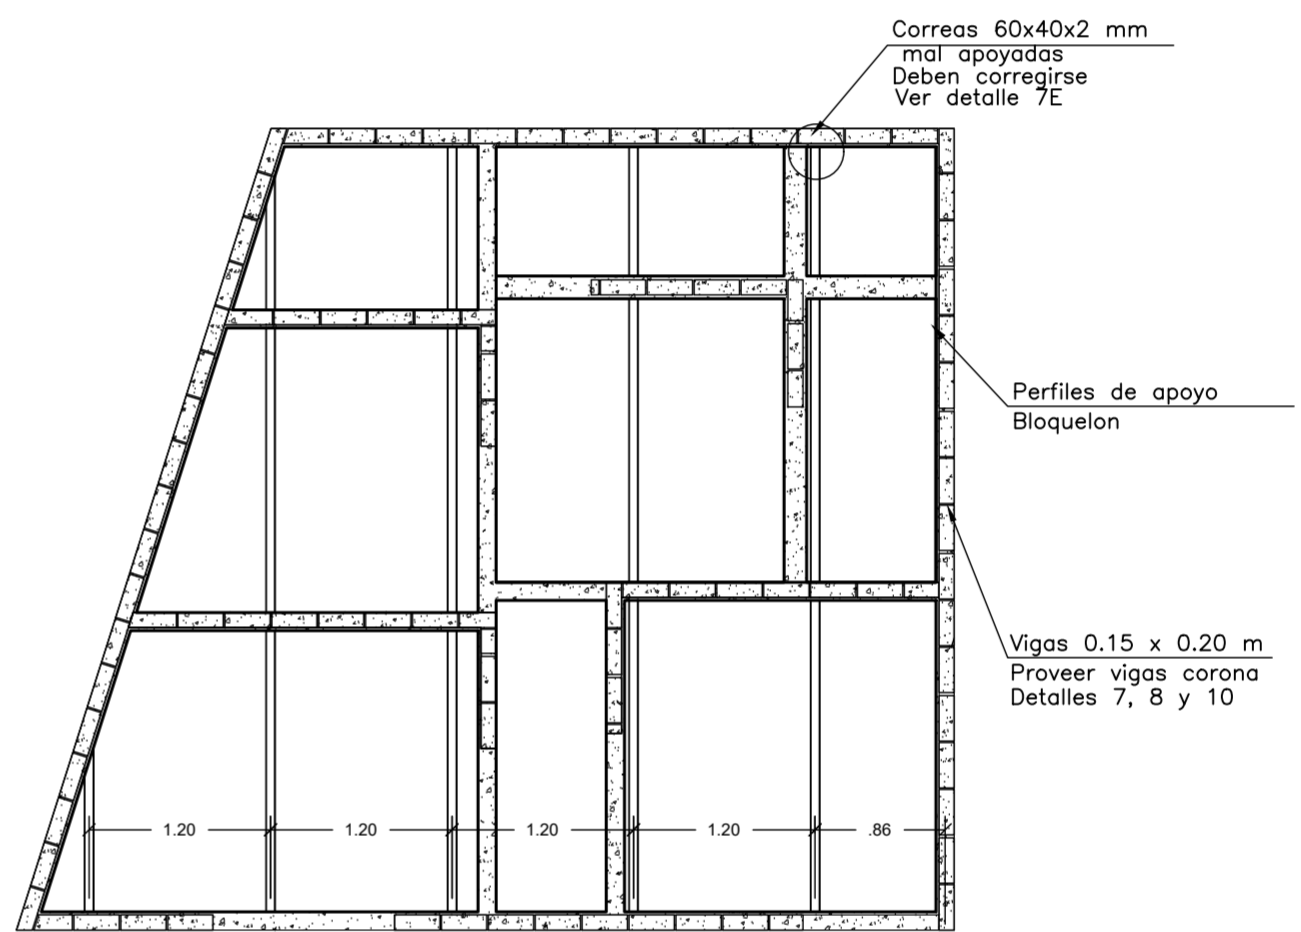 Correas 60x40x2 mm
mal apoyadas
Deben corregirse
Ver detalle 7E
Perfiles de apoyo
Bloquelon
Vigas 0.15 x 0.20 m
Proveer vigas corona
Detalles 7, 8 y 10
1.20 1.20 1.20 1.20 .86